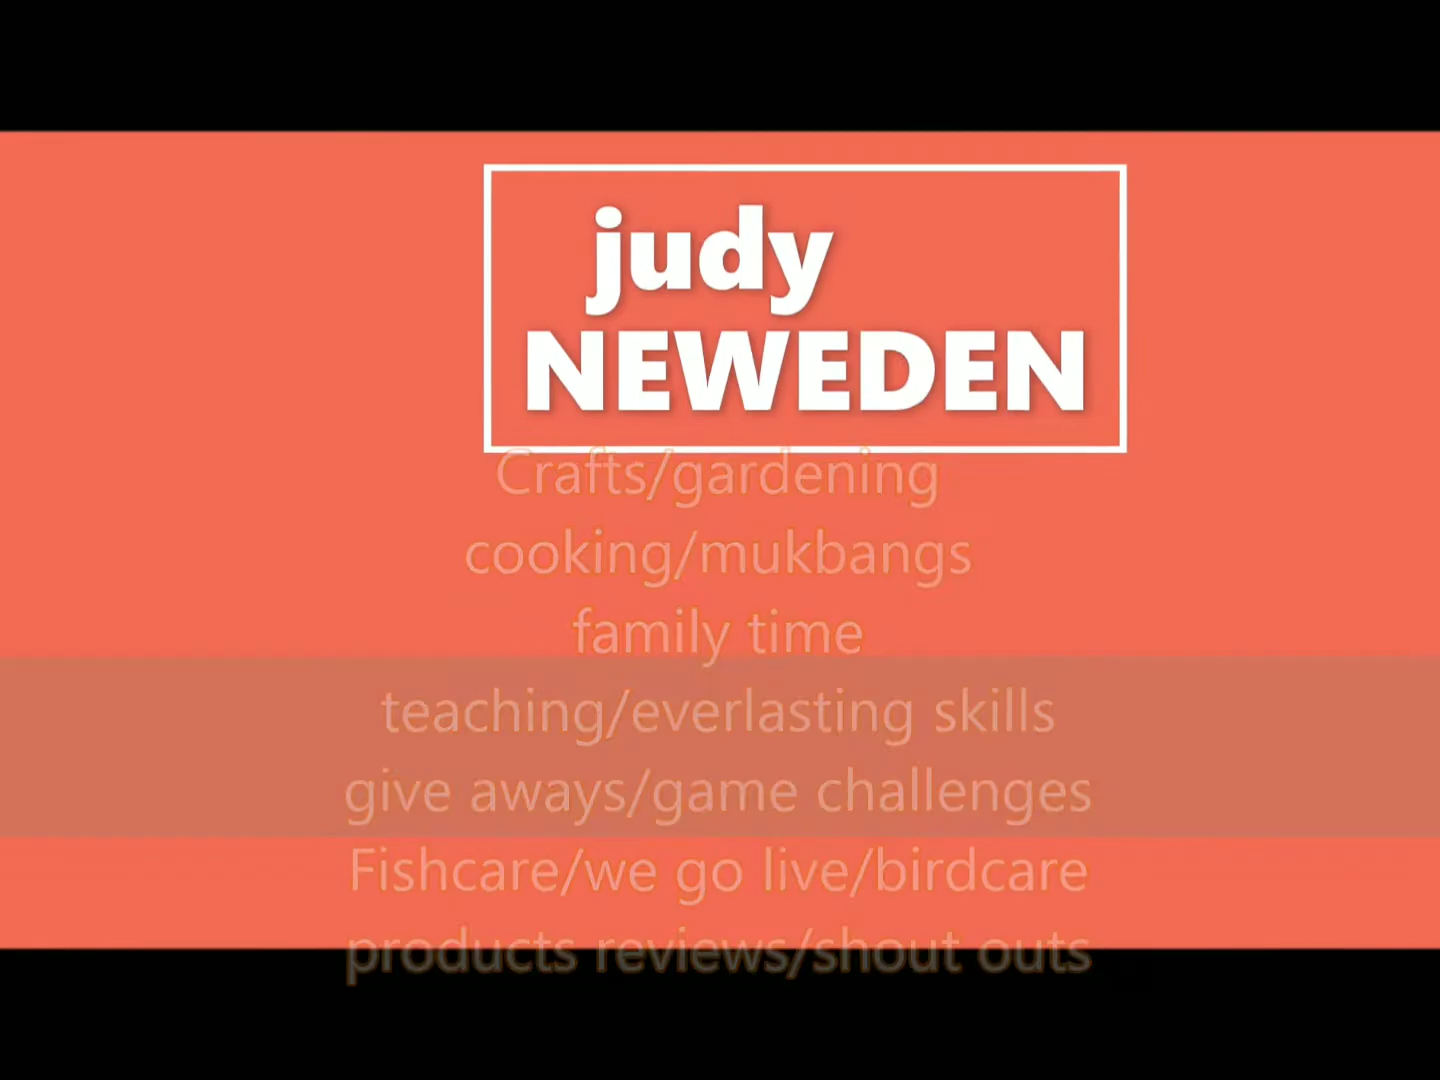 judy
NEWEDEN
Crafts/gardening
cooking/mukbangs
family time
teaching/everlasting skills
give aways/game challenges
Fishcare/we go live/birdcare
products reviews/shout outs